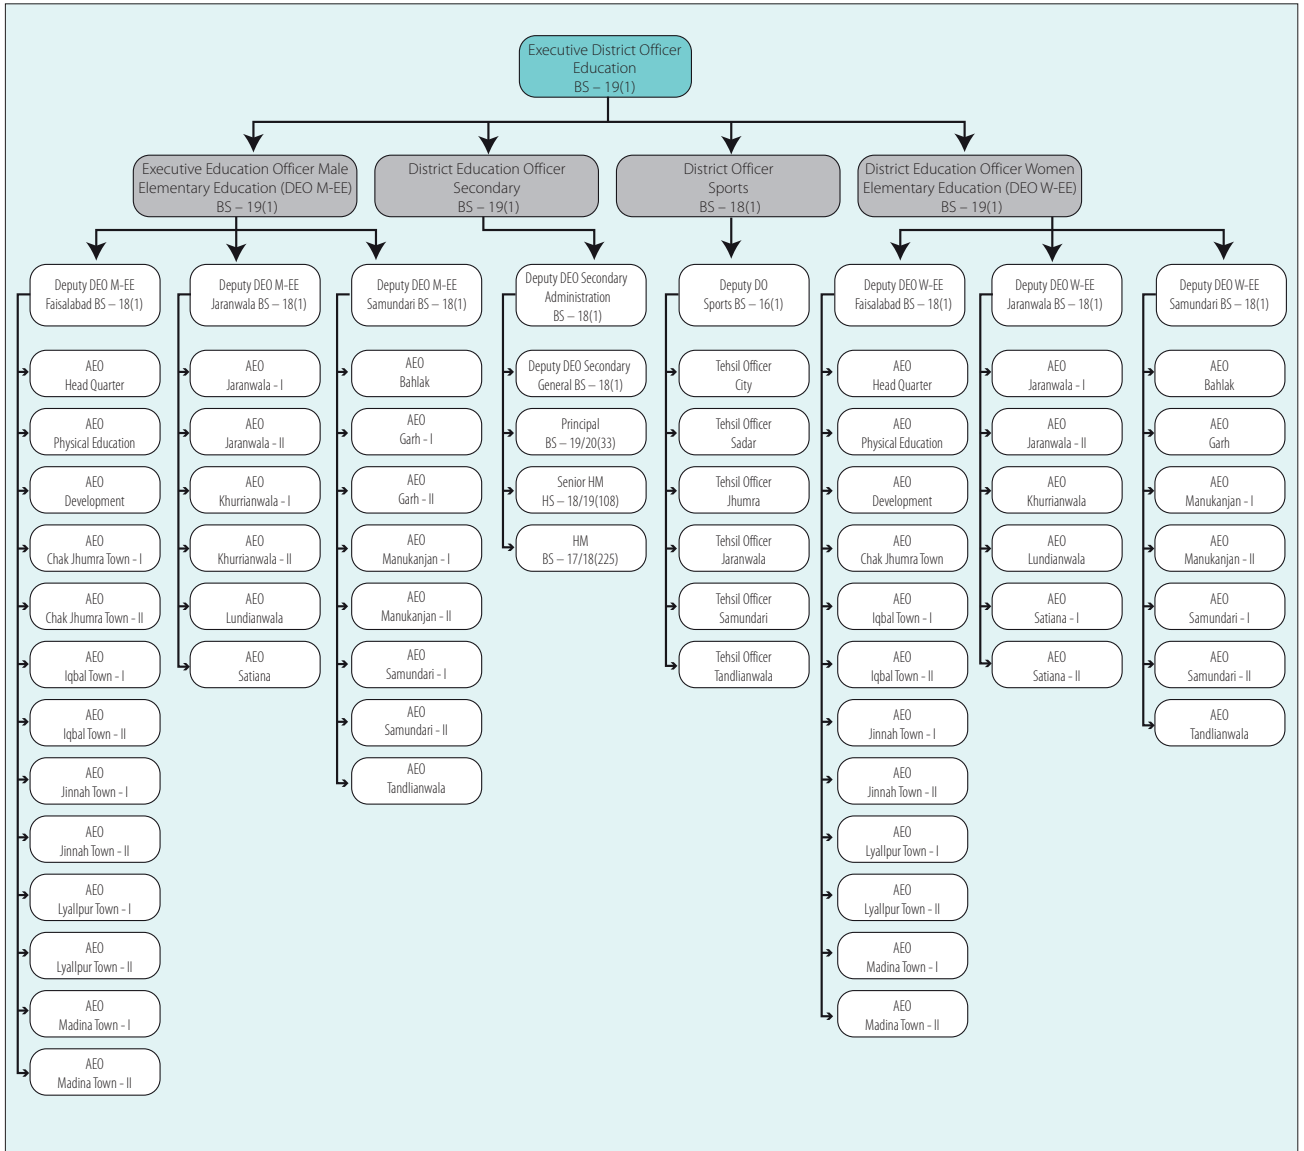 Executive District Officer
Education
BS – 19(1)
Executive Education Officer Male
Elementary Education (DEO M-EE)
BS – 19(1)
District Education Officer
Secondary
BS – 19(1)
District Officer
Sports
BS – 18(1)
District Education Officer Women
Elementary Education (DEO W-EE)
BS – 19(1)
Deputy DEO M-EE
Faisalabad BS – 18(1)
AEO
Head Quarter
AEO
Physical Education
AEO
Development
AEO
Chak Jhumra Town - I
AEO
Chak Jhumra Town - II
AEO
Iqbal Town - I
AEO
Iqbal Town - II
AEO
Jinnah Town - I
AEO
Jinnah Town - II
AEO
Lyallpur Town - I
AEO
Lyallpur Town - II
AEO
Madina Town - I
AEO
Madina Town - II
Deputy DEO M-EE
Jaranwala BS – 18(1)
AEO
Jaranwala - I
AEO
Jaranwala - II
AEO
Khurrianwala - I
AEO
Khurrianwala - II
AEO
Lundianwala
AEO
Satiana
Deputy DEO M-EE
Samundari BS – 18(1)
AEO
Bahlak
AEO
Garh - I
AEO
Garh - II
AEO
Manukanjan - I
AEO
Manukanjan - II
AEO
Samundari - I
AEO
Samundari - II
AEO
Tandlianwala
Deputy DEO Secondary
Administration
BS – 18(1)
Deputy DEO Secondary
General BS – 18(1)
Principal
BS – 19/20(33)
Senior HM
HS – 18/19(108)
HM
BS – 17/18(225)
Deputy DO
Sports BS – 16(1)
Tehsil Officer
City
Tehsil Officer
Sadar
Tehsil Officer
Jhumra
Tehsil Officer
Jaranwala
Tehsil Officer
Samundari
Tehsil Officer
Tandlianwala
Deputy DEO W-EE
Faisalabad BS – 18(1)
AEO
Head Quarter
AEO
Physical Education
AEO
Development
AEO
Chak Jhumra Town
AEO
Iqbal Town - I
AEO
Iqbal Town - II
AEO
Jinnah Town - I
AEO
Jinnah Town - II
AEO
Lyallpur Town - I
AEO
Lyallpur Town - II
AEO
Madina Town - I
AEO
Madina Town - II
Deputy DEO W-EE
Jaranwala BS – 18(1)
AEO
Jaranwala - I
AEO
Jaranwala - II
AEO
Khurrianwala
AEO
Lundianwala
AEO
Satiana - I
AEO
Satiana - II
Deputy DEO W-EE
Samundari BS – 18(1)
AEO
Bahlak
AEO
Garh
AEO
Manukanjan - I
AEO
Manukanjan - II
AEO
Samundari - I
AEO
Samundari - II
AEO
Tandlianwala